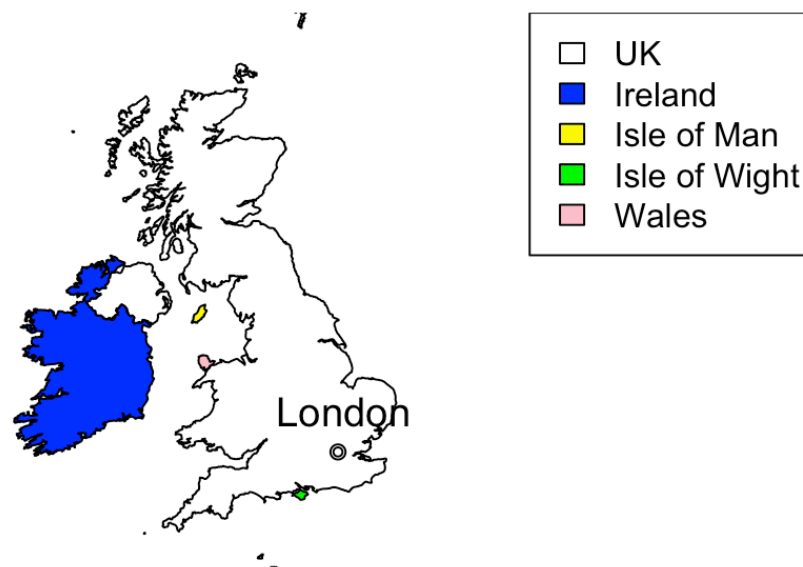 UK
Ireland
Isle of Man
Isle of Wight
Wales
London